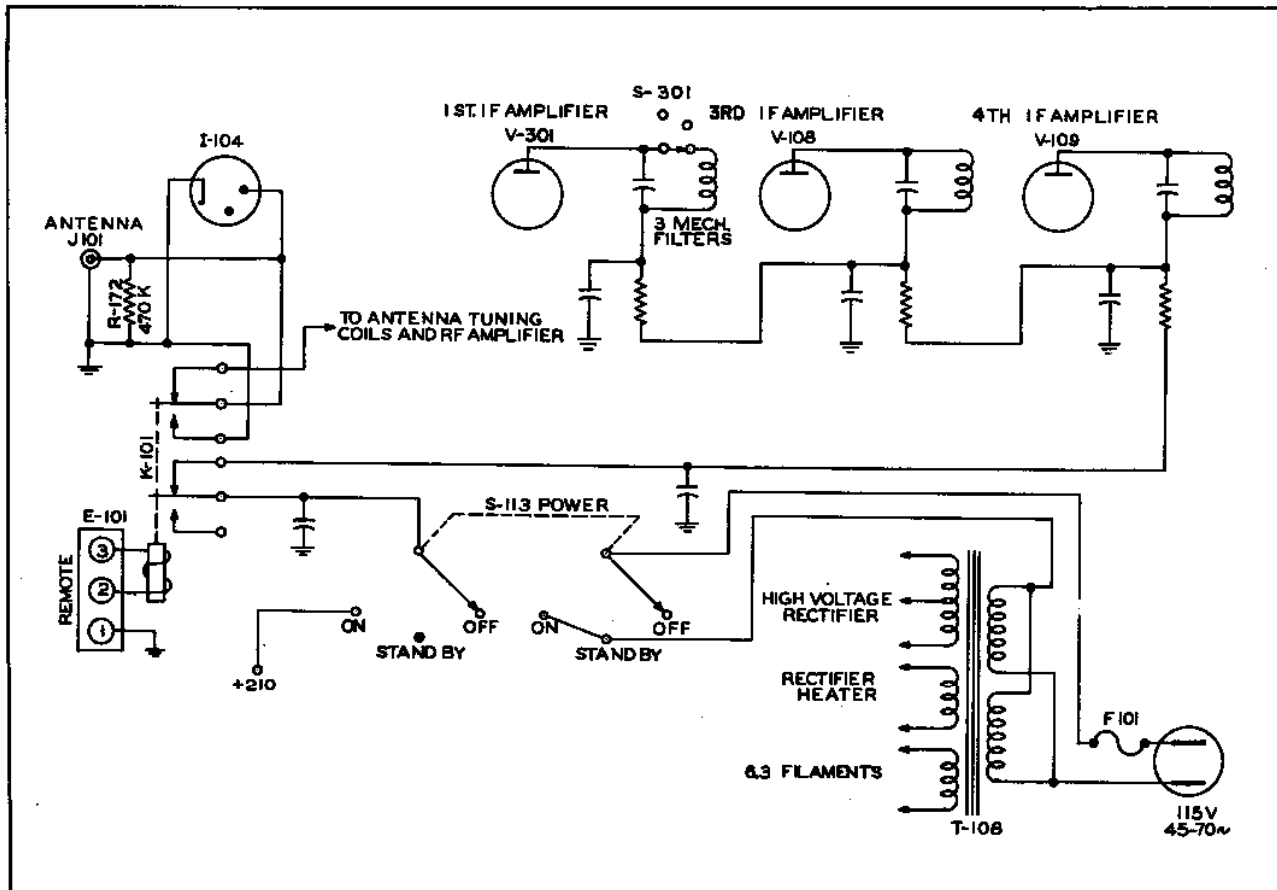 S-301
1ST. IF AMPLIFIER
V-301
3RD IF AMPLIFIER
V-108
4TH IF AMPLIFIER
V-109
I-104
ANTENNA
J101
3 MECH.
FILTERS
R-172
470 K
TO ANTENNA TUNING
COILS AND RF AMPLIFIER
K-101
E-101
REMOTE
3
2
1
S-113 POWER
ON
OFF
STAND BY
+210
ON
OFF
STAND BY
HIGH VOLTAGE
RECTIFIER
RECTIFIER
HEATER
6.3 FILAMENTS
T-108
F101
115V
45-70~